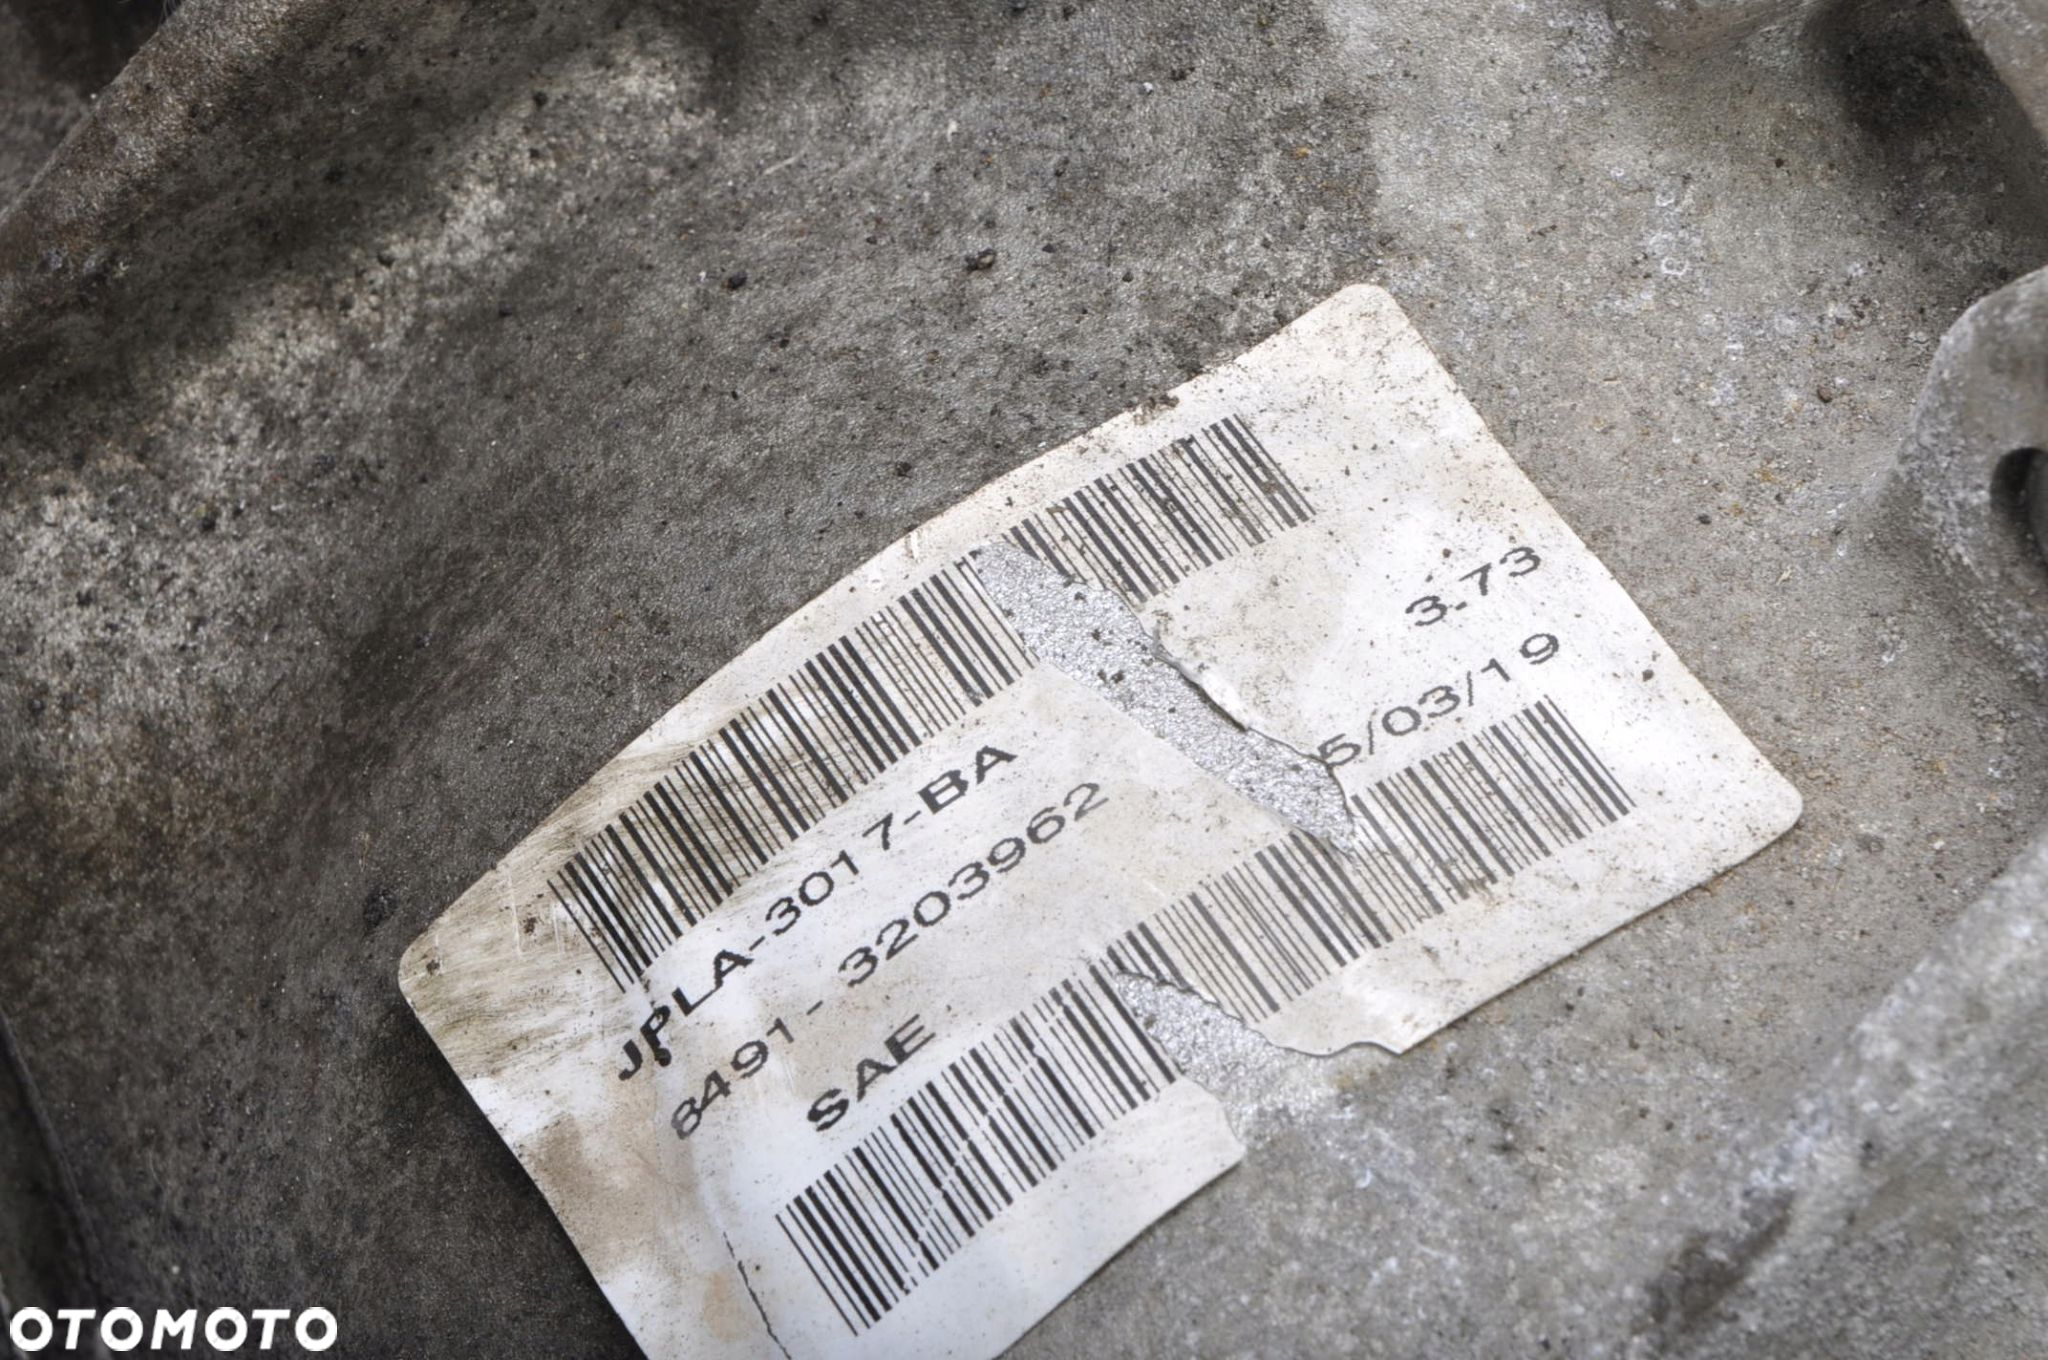 JPLA-3017-BA 3.73
8491-3203962 5/03/19
SAE
OTOMOTO